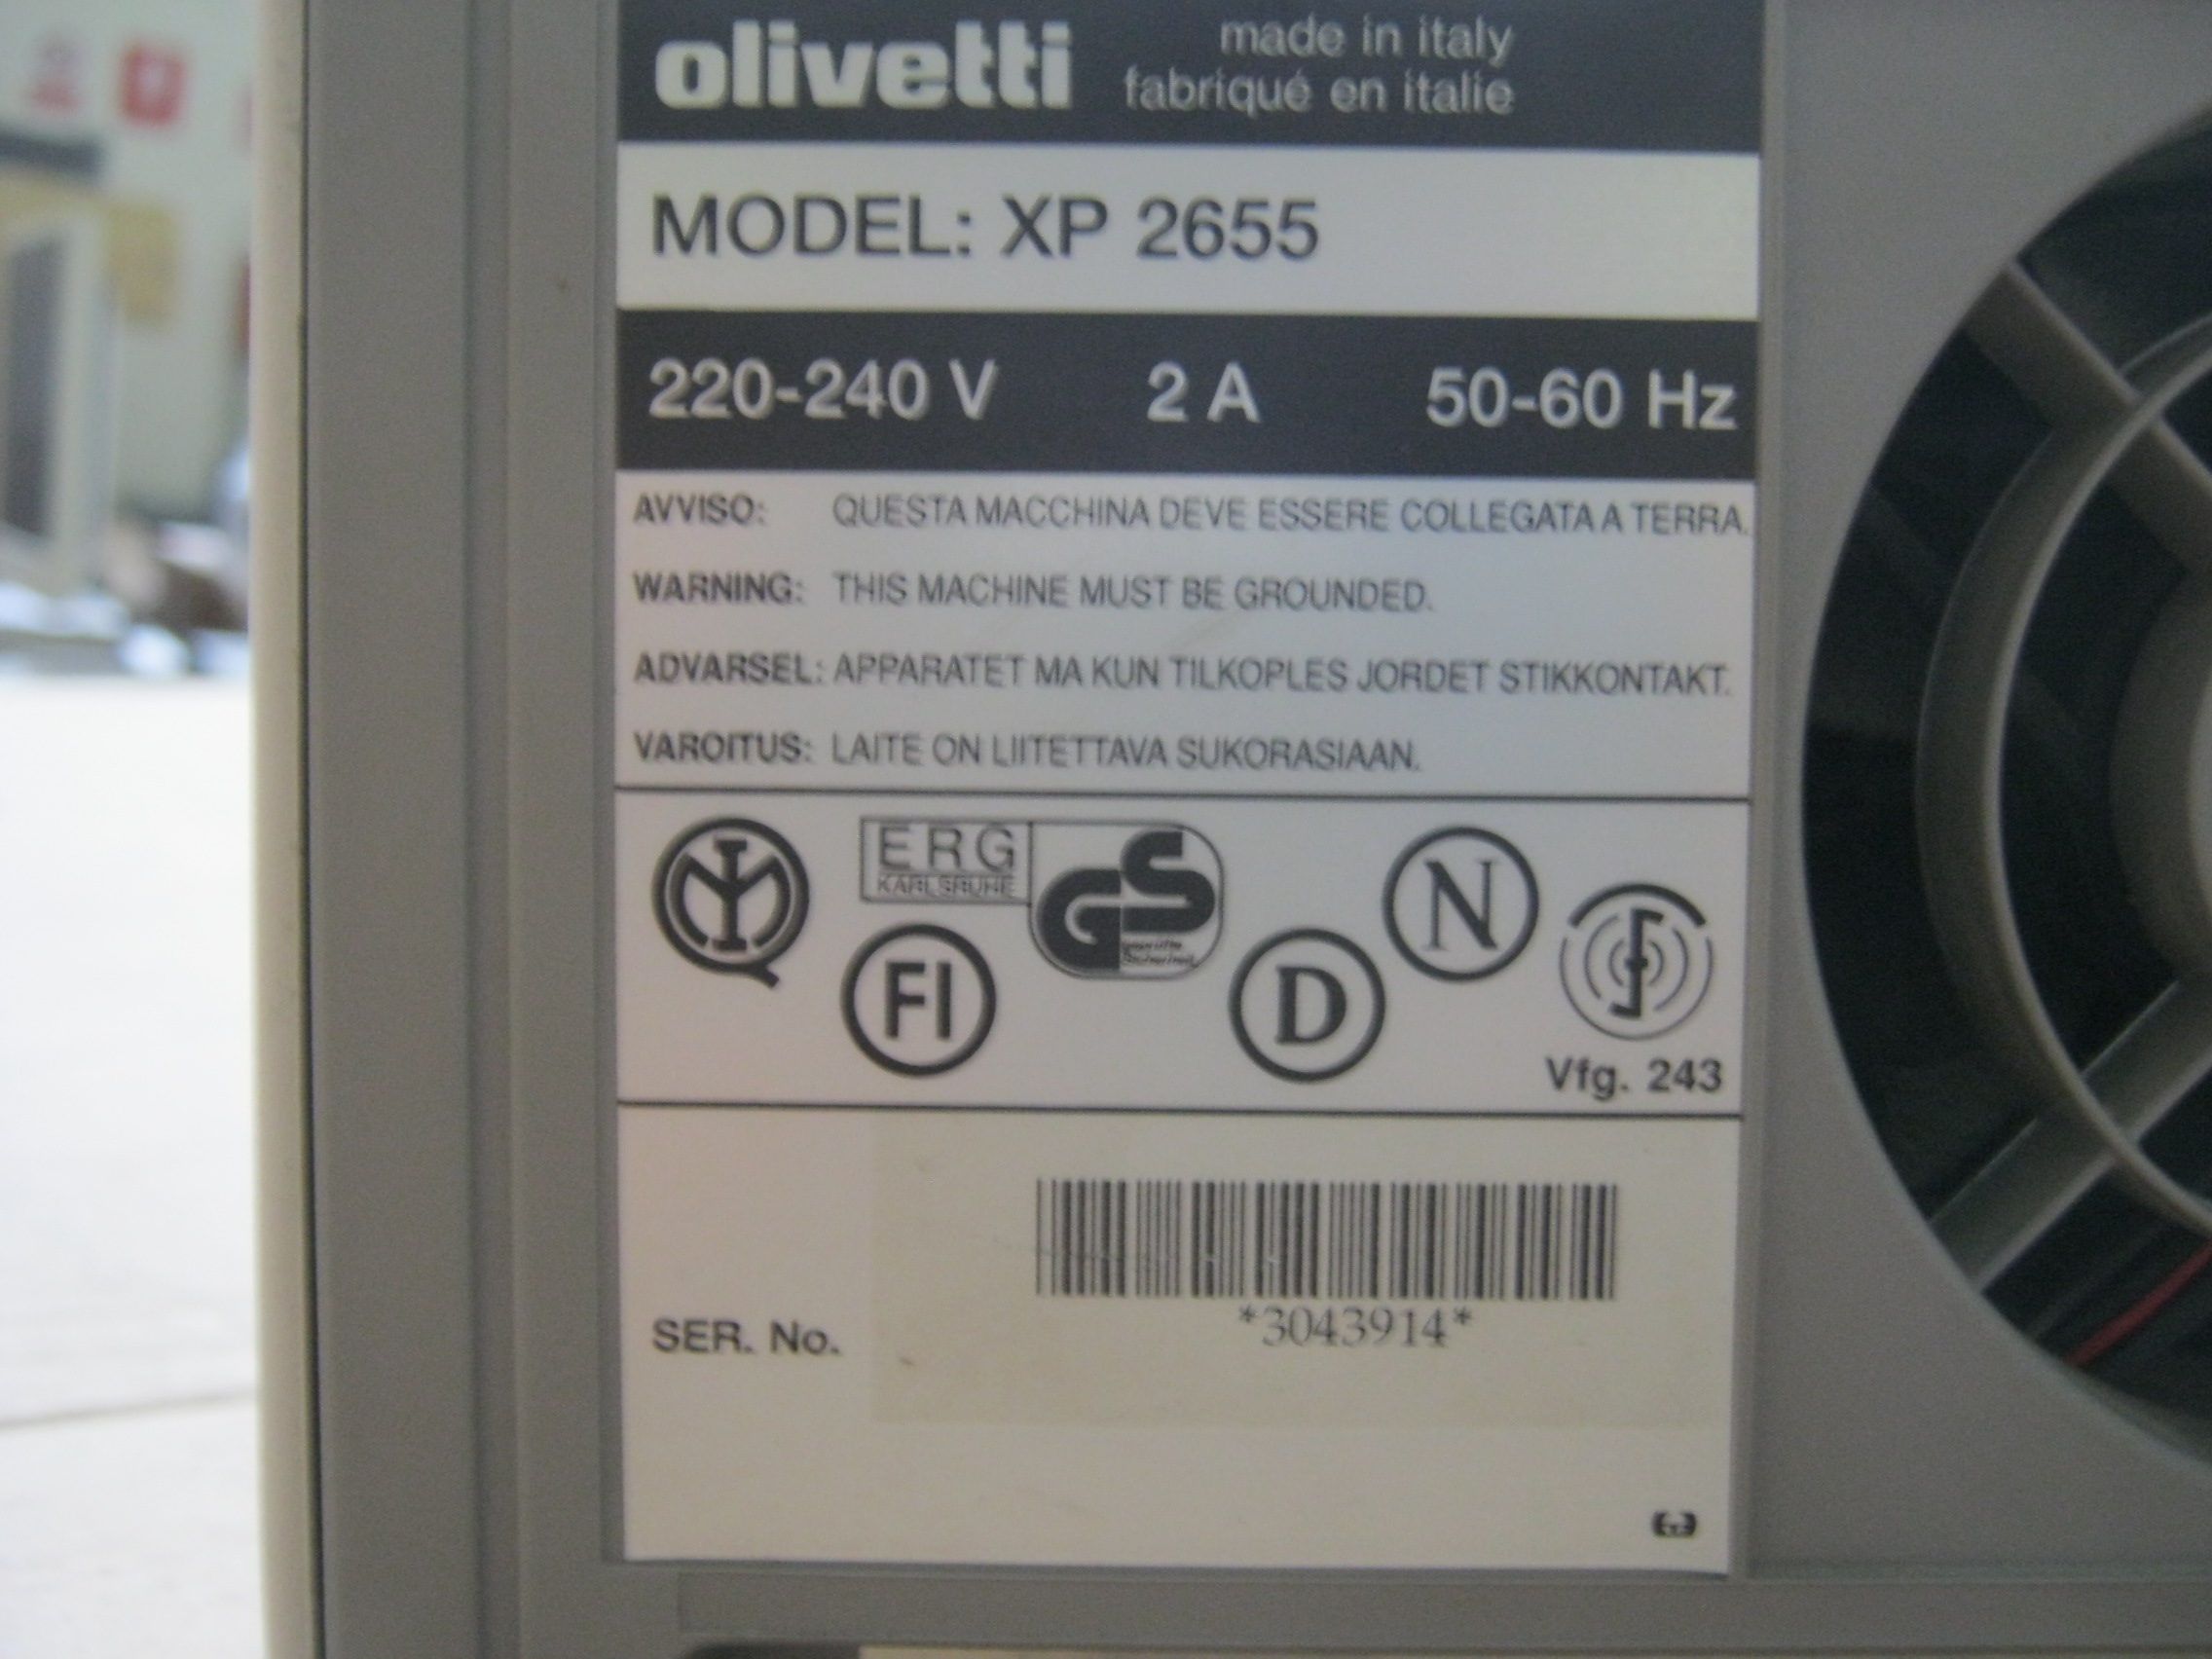 olivetti made in italy
fabriqué en italie
MODEL: XP 2655
220-240 V 2 A 50-60 Hz
AVVISO: QUESTA MACCHINA DEVE ESSERE COLLEGATA A TERRA.
WARNING: THIS MACHINE MUST BE GROUNDED.
ADVARSEL: APPARATET MA KUN TILKOPLES JORDET STIKKONTAKT.
VAROITUS: LAITE ON LIITETTAVA SUKORASIAAN.
ERG
KARLSRUHE
GS
geprüfte
Sicherheit
N
FI
D
Vfg. 243
*3043914*
SER. No.